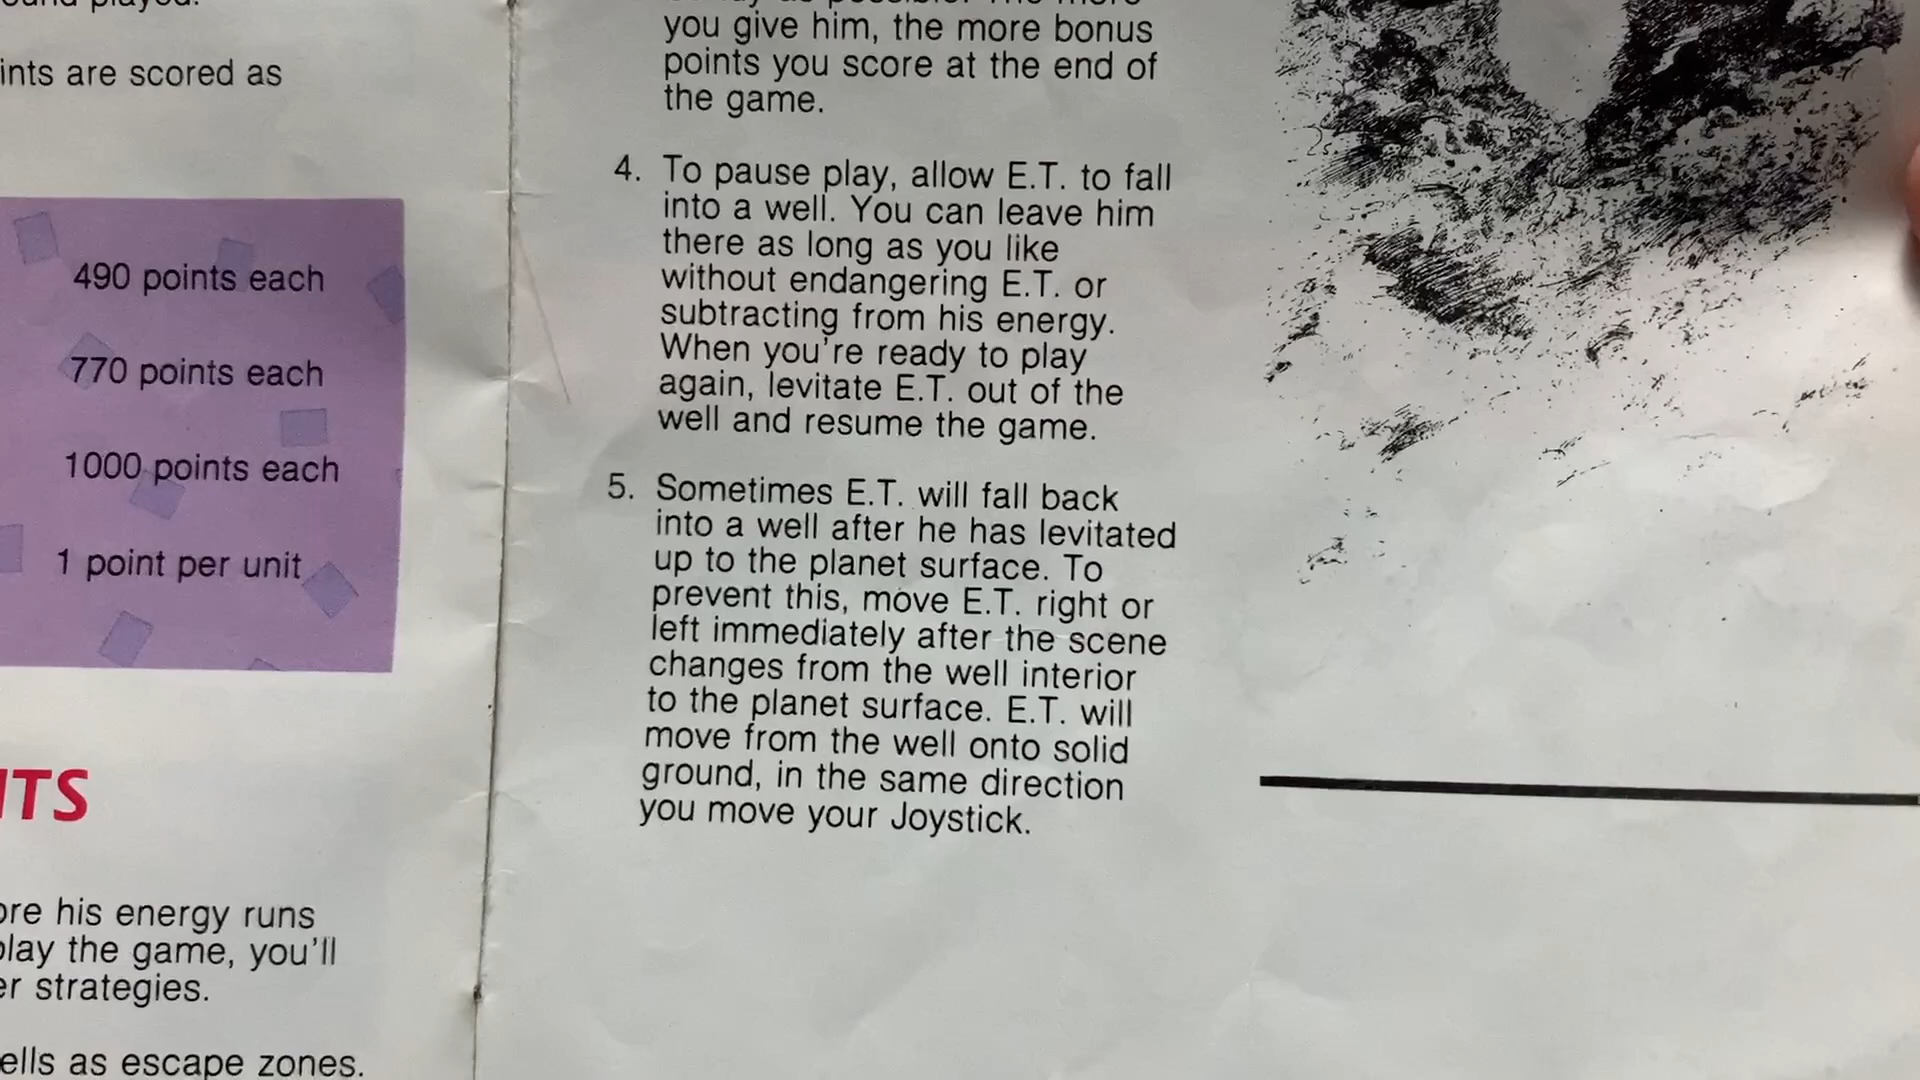 ints are scored as
490 points each
770 points each
1000 points each
1 point per unit
his energy runs
the game, you'll
strategies.
as escape zones.
you give him, the more bonus
points you score at the end of
the game.
4. To pause play, allow E.T. to fall
into a well. You can leave him
there as long as you like
without endangering E.T. or
subtracting from his energy.
When you're ready to play
again, levitate E.T. out of the
well and resume the game.
5. Sometimes E.T. will fall back
into a well after he has levitated
up to the planet surface. To
prevent this, move E.T. right or
left immediately after the scene
changes from the well interior
to the planet surface. E.T. will
move from the well onto solid
ground, in the same direction
you move your Joystick.